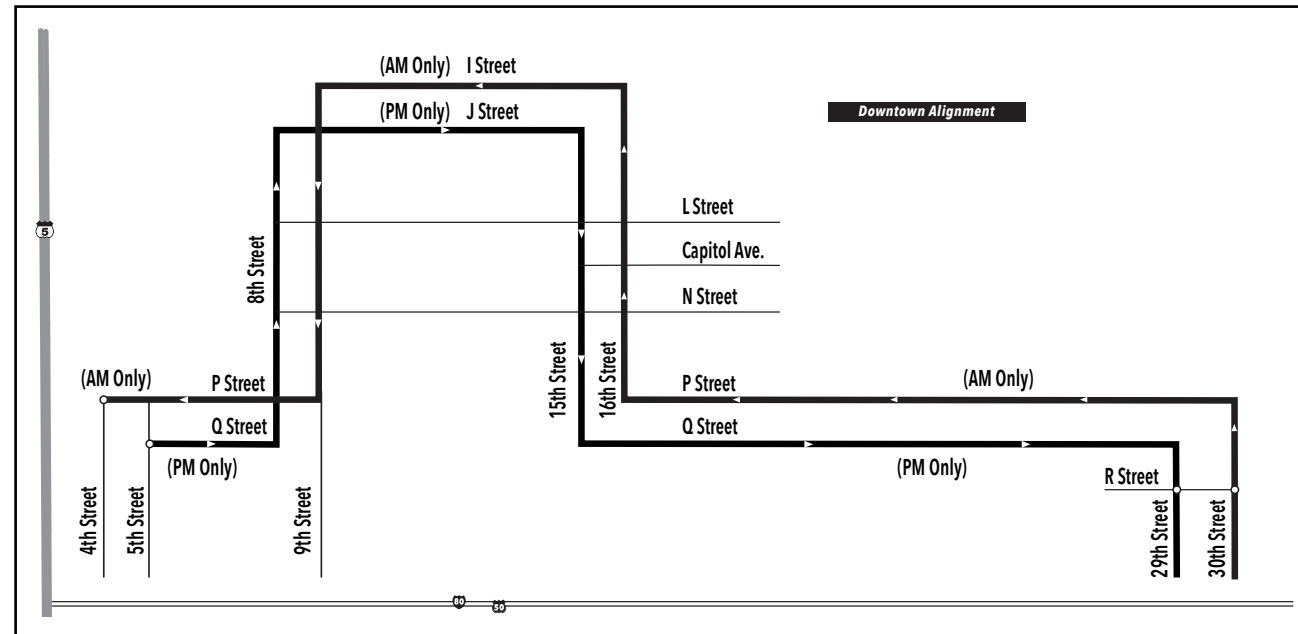 (AM Only) I Street
(PM Only) J Street
Downtown Alignment
L Street
5
Capitol Ave.
8th Street
N Street
15th Street
16th Street
(AM Only)
P Street
P Street
(AM Only)
Q Street
Q Street
(PM Only)
(PM Only)
R Street
4th Street
5th Street
9th Street
29th Street
30th Street
80
50